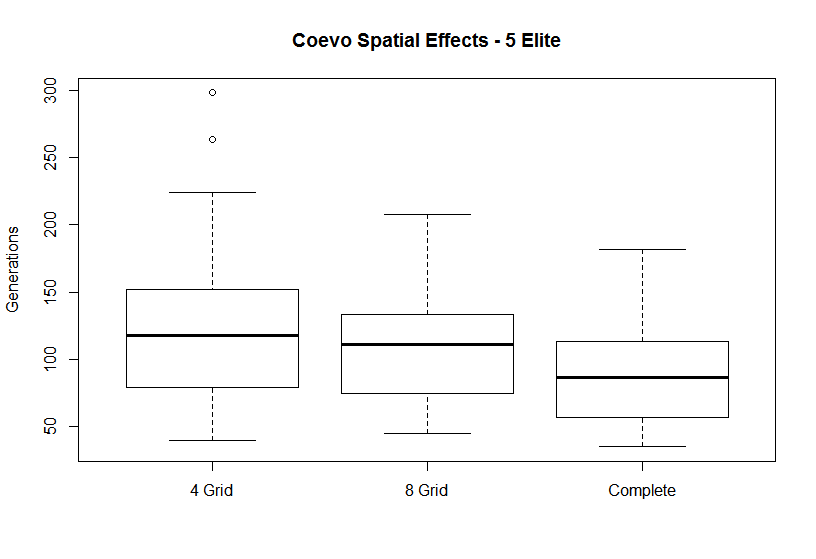 Coevo Spatial Effects - 5 Elite
Generations
300
250
200
150
100
50
4 Grid
8 Grid
Complete